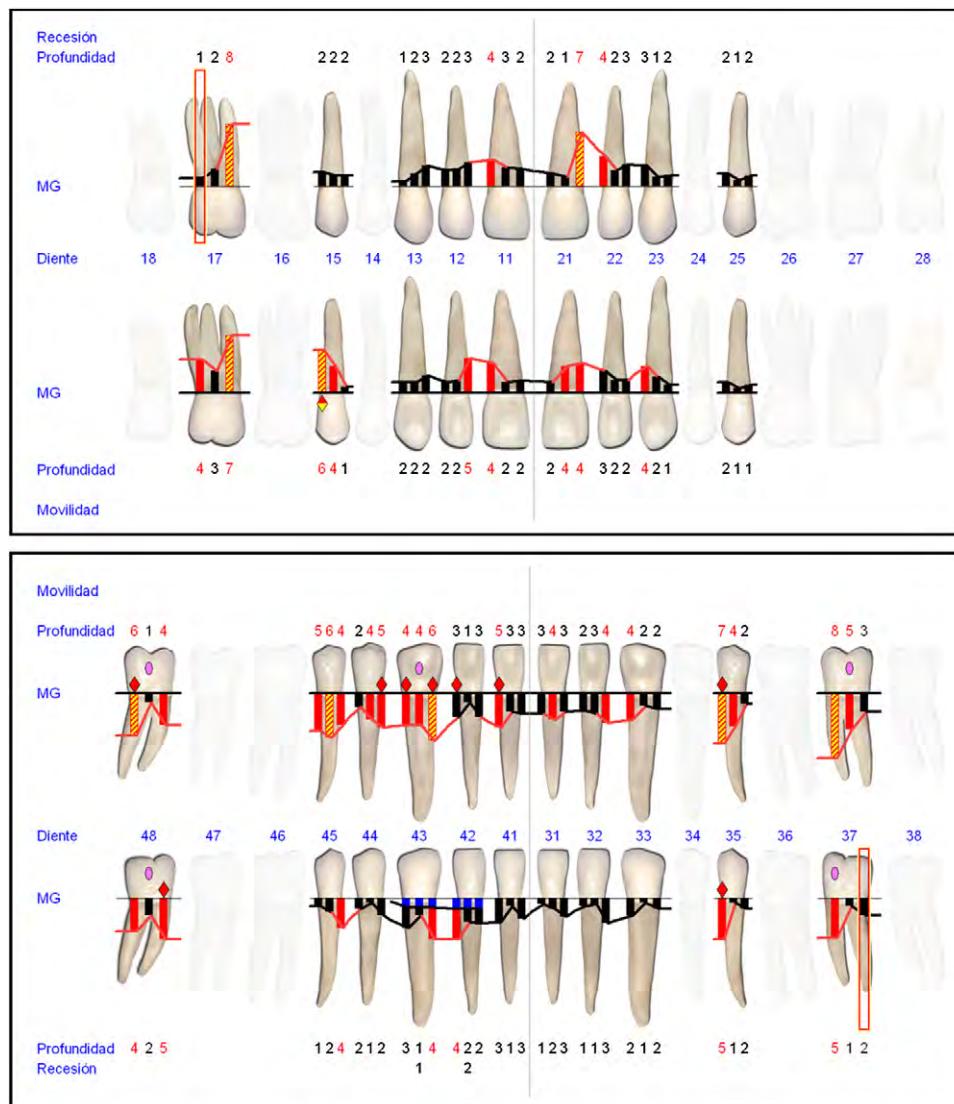 Recesión
Profundidad 1 2 8 2 2 2 1 2 3 2 2 3 4 3 2 2 1 7 4 2 3 3 1 2 2 1 2
MG
Diente 18 17 16 15 14 13 12 11 21 22 23 24 25 26 27 28
MG
Profundidad 4 3 7 6 4 1 2 2 2 2 2 5 4 2 2 2 4 4 3 2 2 4 2 1 2 1 1
Movilidad
Movilidad
Profundidad 6 1 4 5 6 4 2 4 5 4 4 6 3 1 3 5 3 3 3 4 3 2 3 4 4 2 2 7 4 2 8 5 3
MG
Diente 48 47 46 45 44 43 42 41 31 32 33 34 35 36 37 38
MG
Profundidad 4 2 5 1 2 4 2 1 2 3 1 4 4 2 2 3 1 3 1 2 3 1 1 3 2 1 2 5 1 2 5 1 2
Recesión 1 2